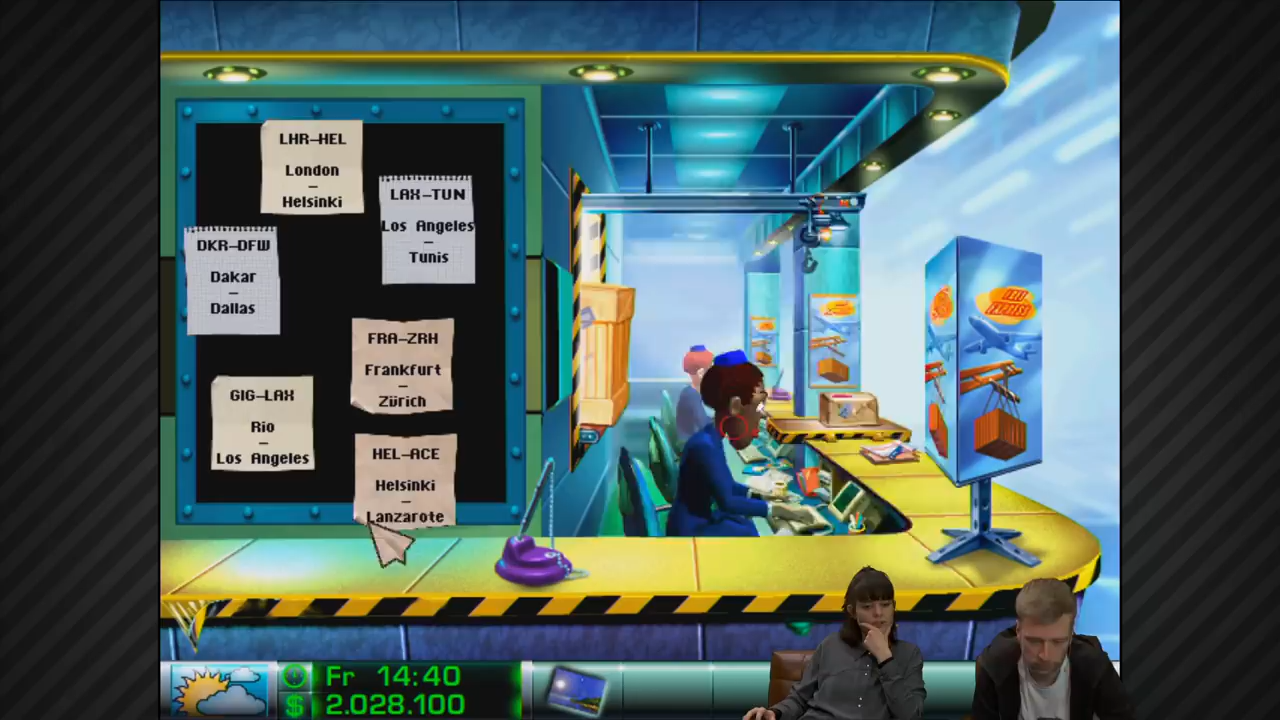 LHR–HEL
London
–
Helsinki
LAX–TUN
Los Angeles
–
Tunis
DKR–DFW
Dakar
–
Dallas
FRA–ZRH
Frankfurt
–
Zürich
GIG–LAX
Rio
–
Los Angeles
HEL–ACE
Helsinki
–
Lanzarote
Fr 14:40
$ 2.028.100